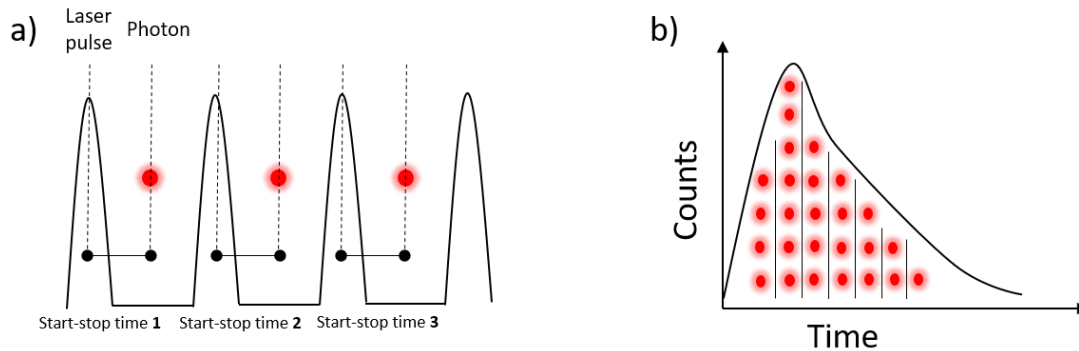 a)
Laser
pulse
Photon
Start-stop time 1
Start-stop time 2
Start-stop time 3
b)
Counts
Time